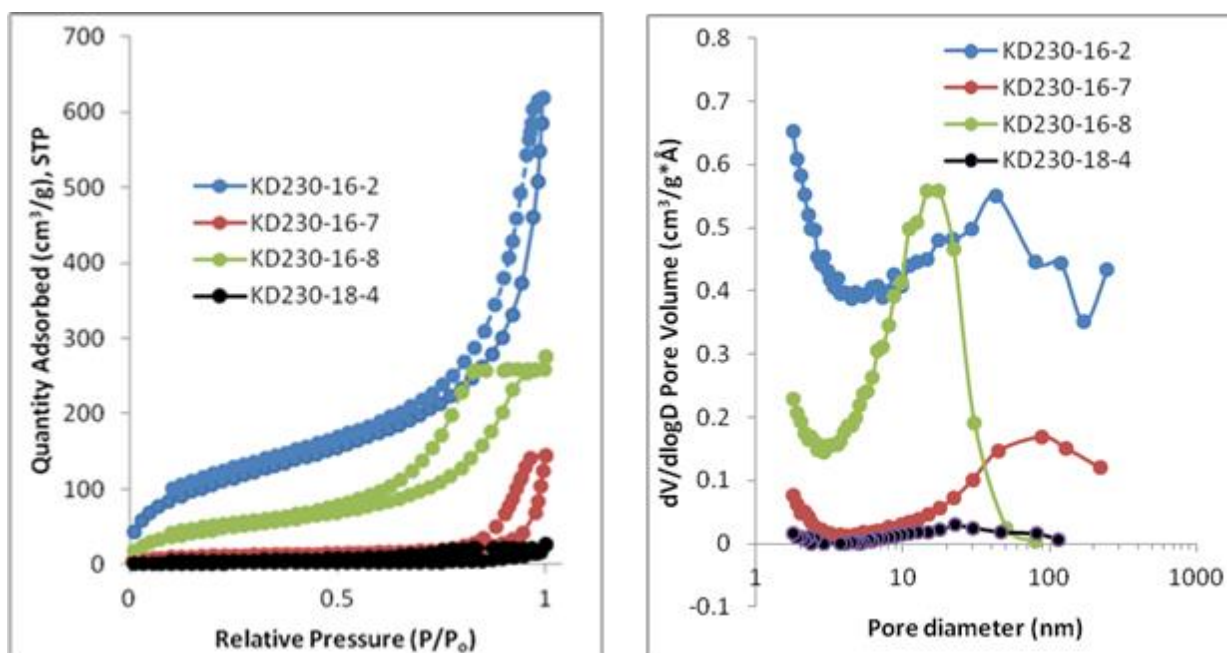 700
600
500
400
300
200
100
0
Quantity Adsorbed (cm³/g), STP
KD230-16-2
KD230-16-7
KD230-16-8
KD230-18-4
0
0.5
1
Relative Pressure (P/Pₒ)
0.8
0.7
0.6
0.5
0.4
0.3
0.2
0.1
0
-0.1
dV/dlogD Pore Volume (cm³/g*Å)
KD230-16-2
KD230-16-7
KD230-16-8
KD230-18-4
1
10
100
1000
Pore diameter (nm)